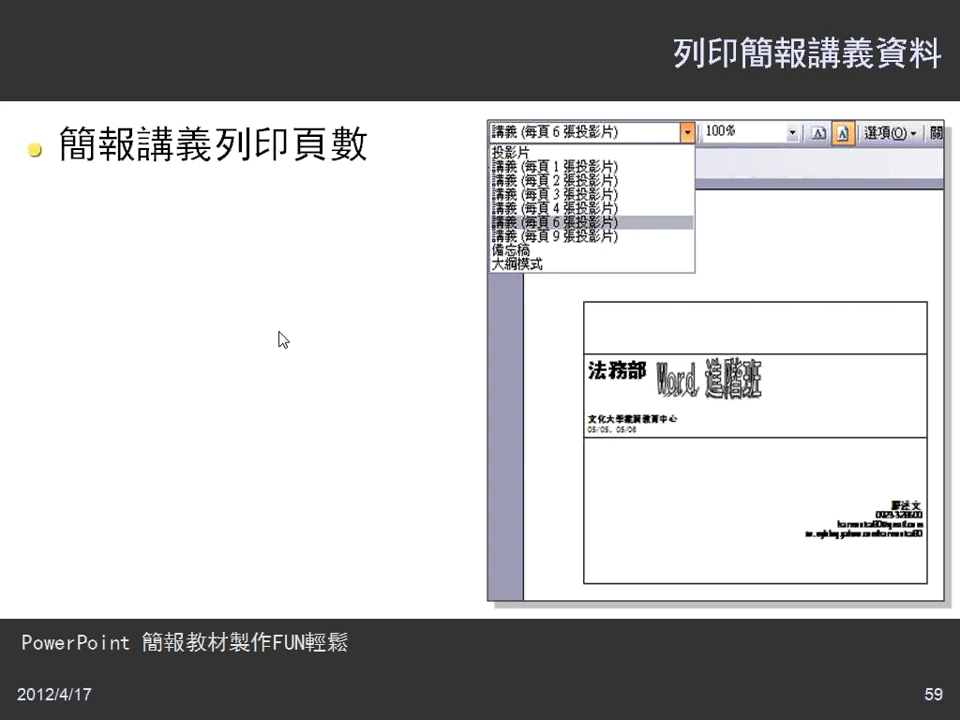 列印簡報講義資料
簡報講義列印頁數
講義 (每頁 6 張投影片)
100%
選項(O)
關
投影片
講義 (每頁 1 張投影片)
講義 (每頁 2 張投影片)
講義 (每頁 3 張投影片)
講義 (每頁 4 張投影片)
講義 (每頁 6 張投影片)
講義 (每頁 9 張投影片)
備忘稿
大綱模式
法務部 Word 進階班
文化大學推廣教育中心
05/05, 05/08
PowerPoint 簡報教材製作FUN輕鬆
2012/4/17
59